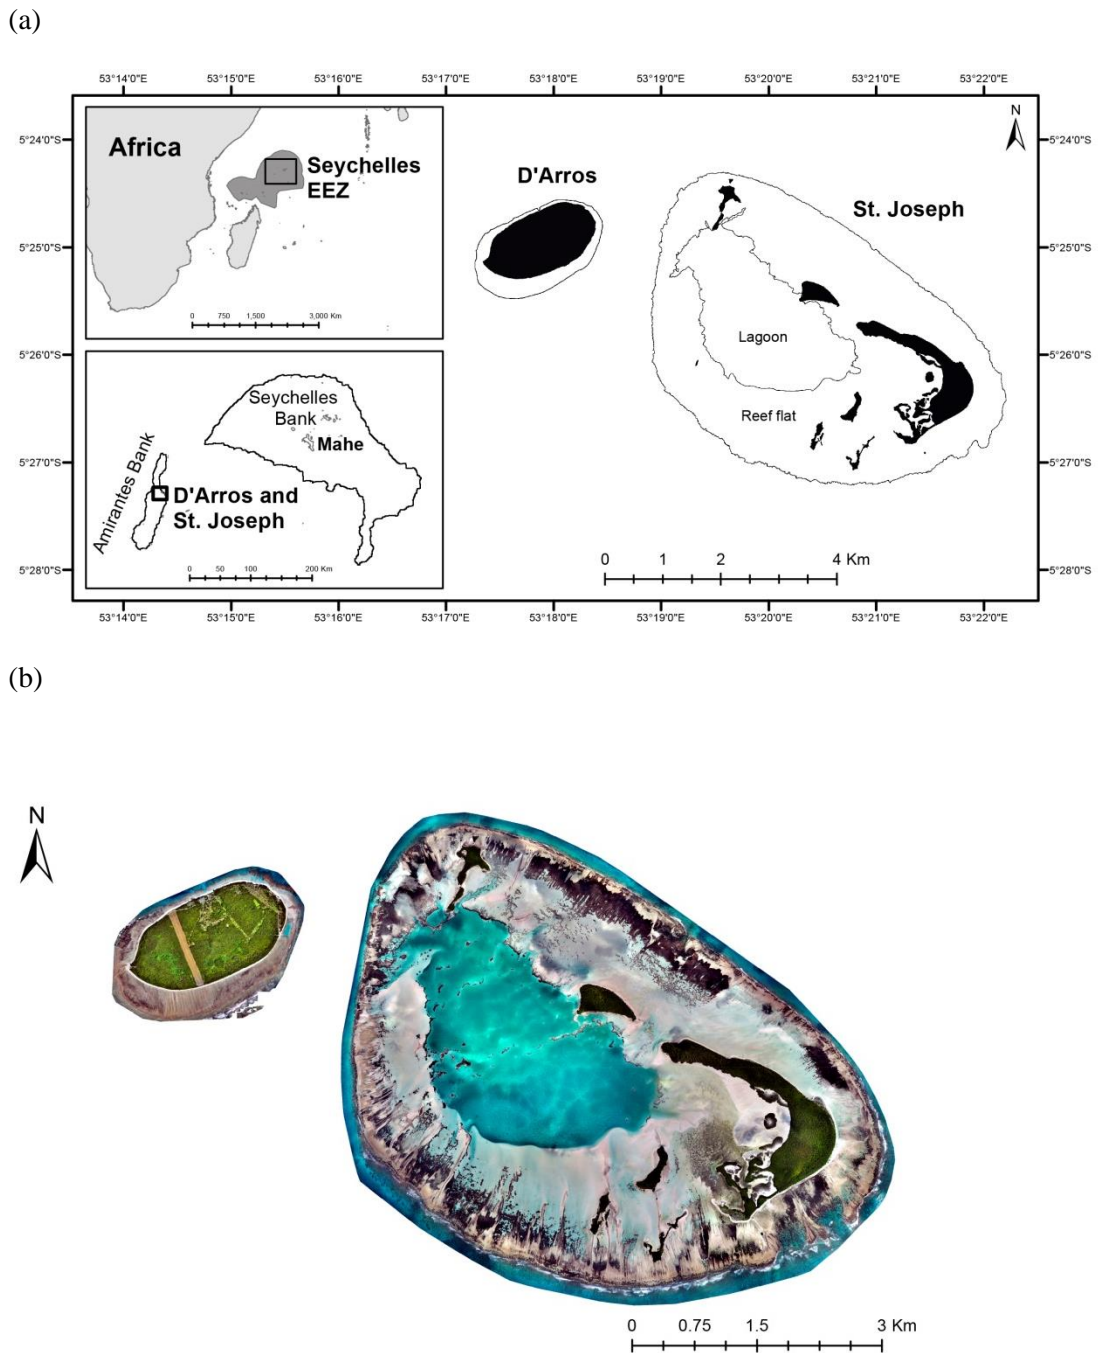 (a)
53°14'0"E 53°15'0"E 53°16'0"E 53°17'0"E 53°18'0"E 53°19'0"E 53°20'0"E 53°21'0"E 53°22'0"E
N
5°24'0"S 5°24'0"S
Africa
Seychelles
EEZ
D'Arros
St. Joseph
5°25'0"S 5°25'0"S
0 750 1,500 3,000 Km
Lagoon
5°26'0"S 5°26'0"S
Seychelles
Bank
Mahe
Reef flat
Amirantes Bank
5°27'0"S 5°27'0"S
D'Arros and
St. Joseph
0 50 100 200 Km
0 1 2 4 Km
5°28'0"S 5°28'0"S
53°14'0"E 53°15'0"E 53°16'0"E 53°17'0"E 53°18'0"E 53°19'0"E 53°20'0"E 53°21'0"E 53°22'0"E
(b)
N
0 0.75 1.5 3 Km